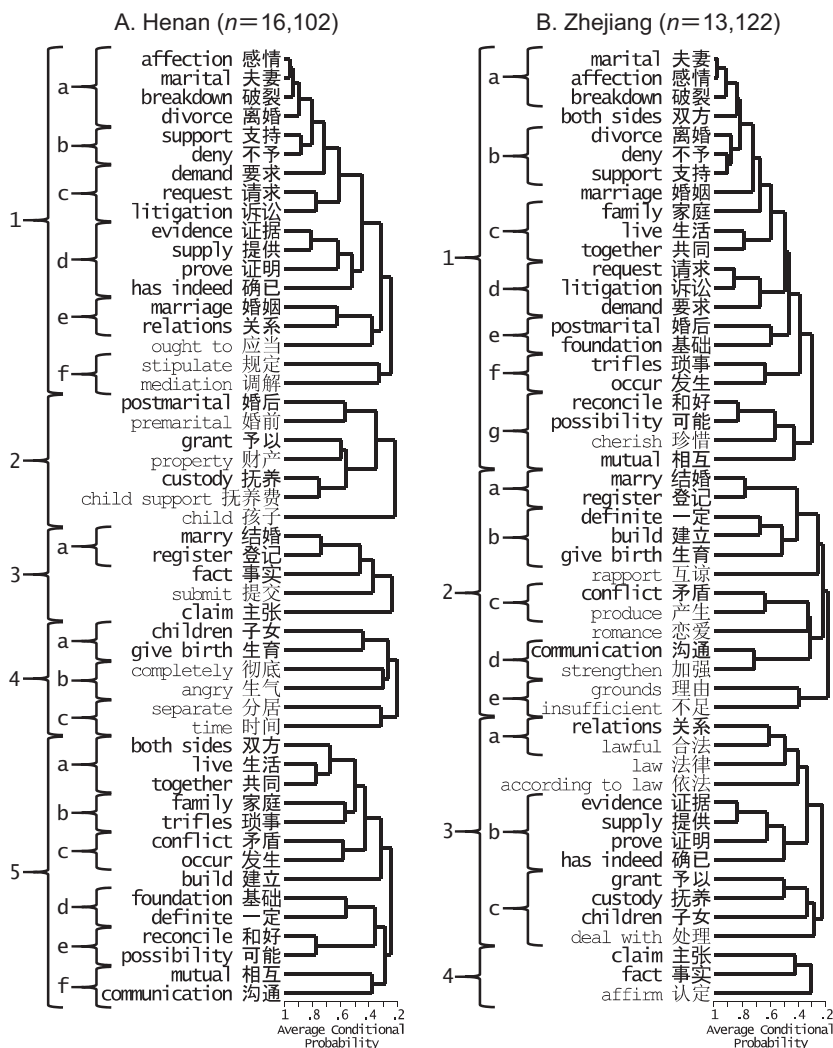 A. Henan (n=16,102)
affection 感情
marital 夫妻
breakdown 破裂
divorce 离婚
a
support 支持
deny 不予
b
demand 要求
request 请求
litigation 诉讼
c
evidence 证据
supply 提供
prove 证明
has indeed 确已
d
marriage 婚姻
relations 关系
e
ought to 应当
stipulate 规定
mediation 调解
f
1
postmarital 婚后
premarital 婚前
grant 予以
property 财产
custody 抚养
child support 抚养费
child 孩子
2
marry 结婚
register 登记
a
fact 事实
submit 提交
claim 主张
3
children 子女
give birth 生育
a
completely 彻底
angry 生气
b
separate 分居
time 时间
c
4
both sides 双方
live 生活
together 共同
a
family 家庭
trifles 琐事
b
conflict 矛盾
occur 发生
c
build 建立
foundation 基础
definite 一定
d
reconcile 和好
possibility 可能
e
mutual 相互
communication 沟通
f
5
1 .8 .6 .4 .2
Average Conditional
Probability
B. Zhejiang (n=13,122)
marital 夫妻
affection 感情
breakdown 破裂
a
both sides 双方
divorce 离婚
deny 不予
support 支持
b
marriage 婚姻
family 家庭
live 生活
together 共同
c
request 请求
litigation 诉讼
demand 要求
d
postmarital 婚后
foundation 基础
e
trifles 琐事
occur 发生
f
reconcile 和好
possibility 可能
cherish 珍惜
mutual 相互
g
1
marry 结婚
register 登记
a
definite 一定
build 建立
give birth 生育
b
rapport 互谅
conflict 矛盾
produce 产生
c
romance 恋爱
communication 沟通
strengthen 加强
d
grounds 理由
insufficient 不足
e
2
relations 关系
lawful 合法
a
law 法律
according to law 依法
evidence 证据
supply 提供
prove 证明
has indeed 确已
b
grant 予以
custody 抚养
children 子女
deal with 处理
c
3
claim 主张
fact 事实
affirm 认定
4
1 .8 .6 .4 .2
Average Conditional
Probability